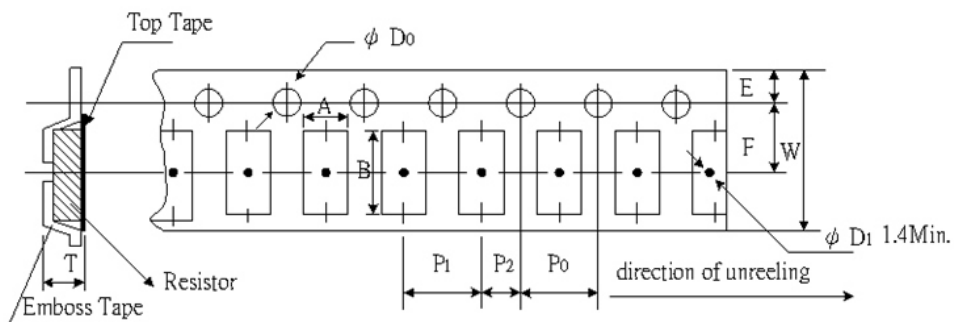 Top Tape
ϕ D0
A
E
B
F
W
T
Resistor
Emboss Tape
P1
P2
P0
ϕ D1 1.4Min.
direction of unreeling